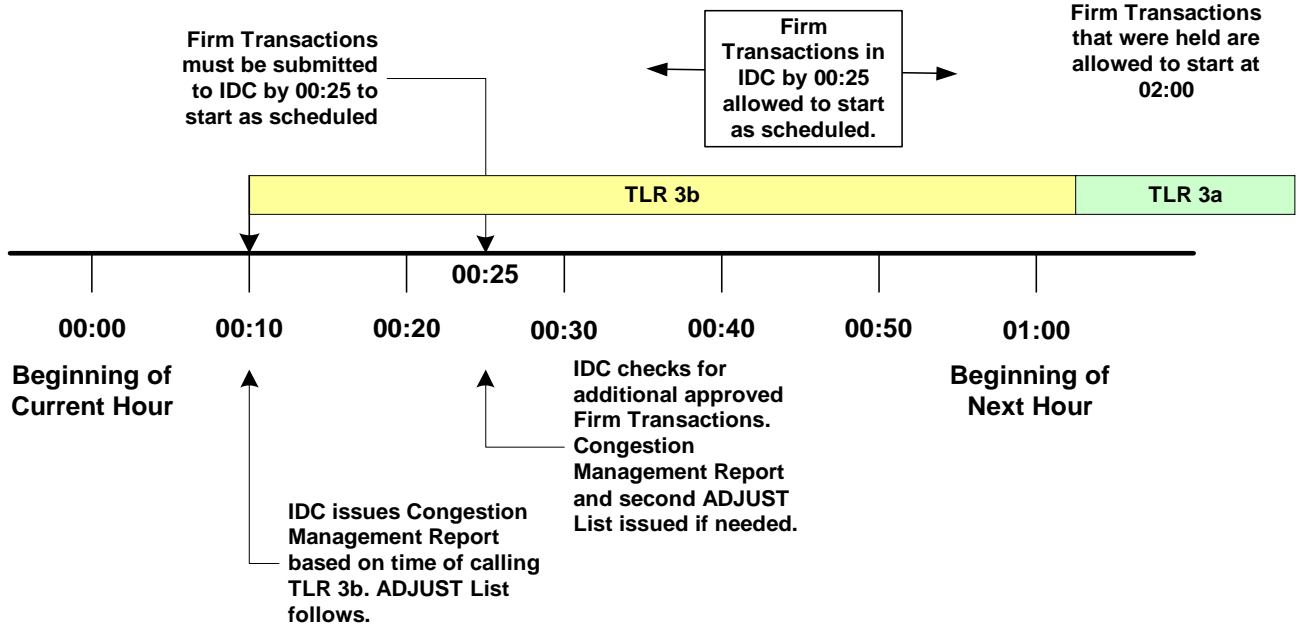 Firm Transactions
must be submitted
to IDC by 00:25 to
start as scheduled
Firm
Transactions in
IDC by 00:25
allowed to start
as scheduled.
Firm Transactions
that were held are
allowed to start at
02:00
TLR 3b
TLR 3a
00:25
00:00
00:10
00:20
00:30
00:40
00:50
01:00
Beginning of
Current Hour
Beginning of
Next Hour
IDC issues Congestion
Management Report
based on time of calling
TLR 3b. ADJUST List
follows.
IDC checks for
additional approved
Firm Transactions.
Congestion
Management Report
and second ADJUST
List issued if needed.